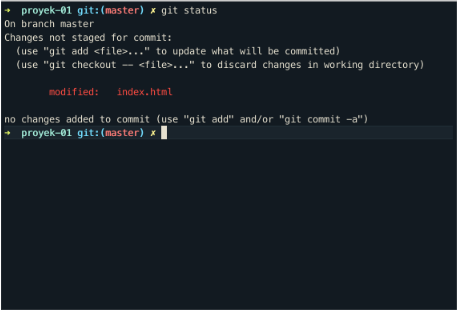 ➜  proyek-01 git:(master) ✗ git status
On branch master
Changes not staged for commit:
  (use "git add <file>..." to update what will be committed)
  (use "git checkout -- <file>..." to discard changes in working directory)

        modified:   index.html

no changes added to commit (use "git add" and/or "git commit -a")
➜  proyek-01 git:(master) ✗